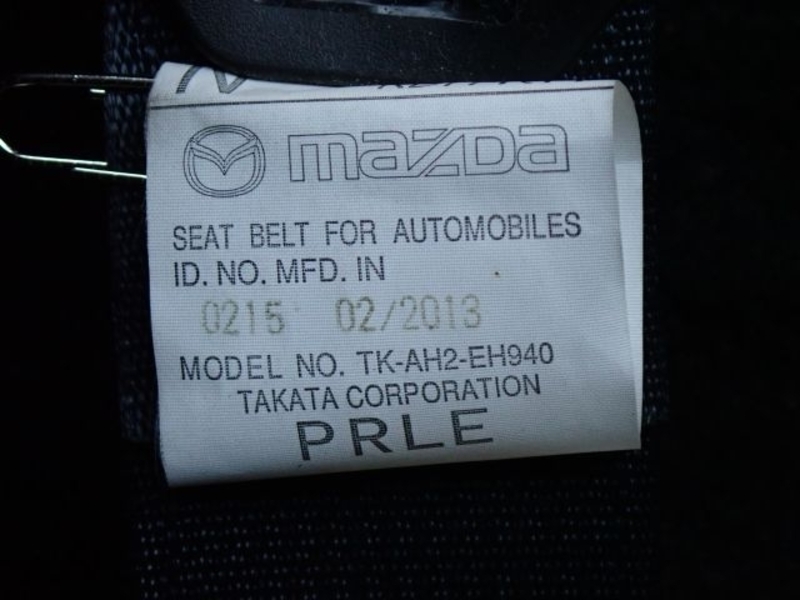 mazda
SEAT BELT FOR AUTOMOBILES
ID. NO. MFD. IN
0215 02/2013
MODEL NO. TK-AH2-EH940
TAKATA CORPORATION
PRLE